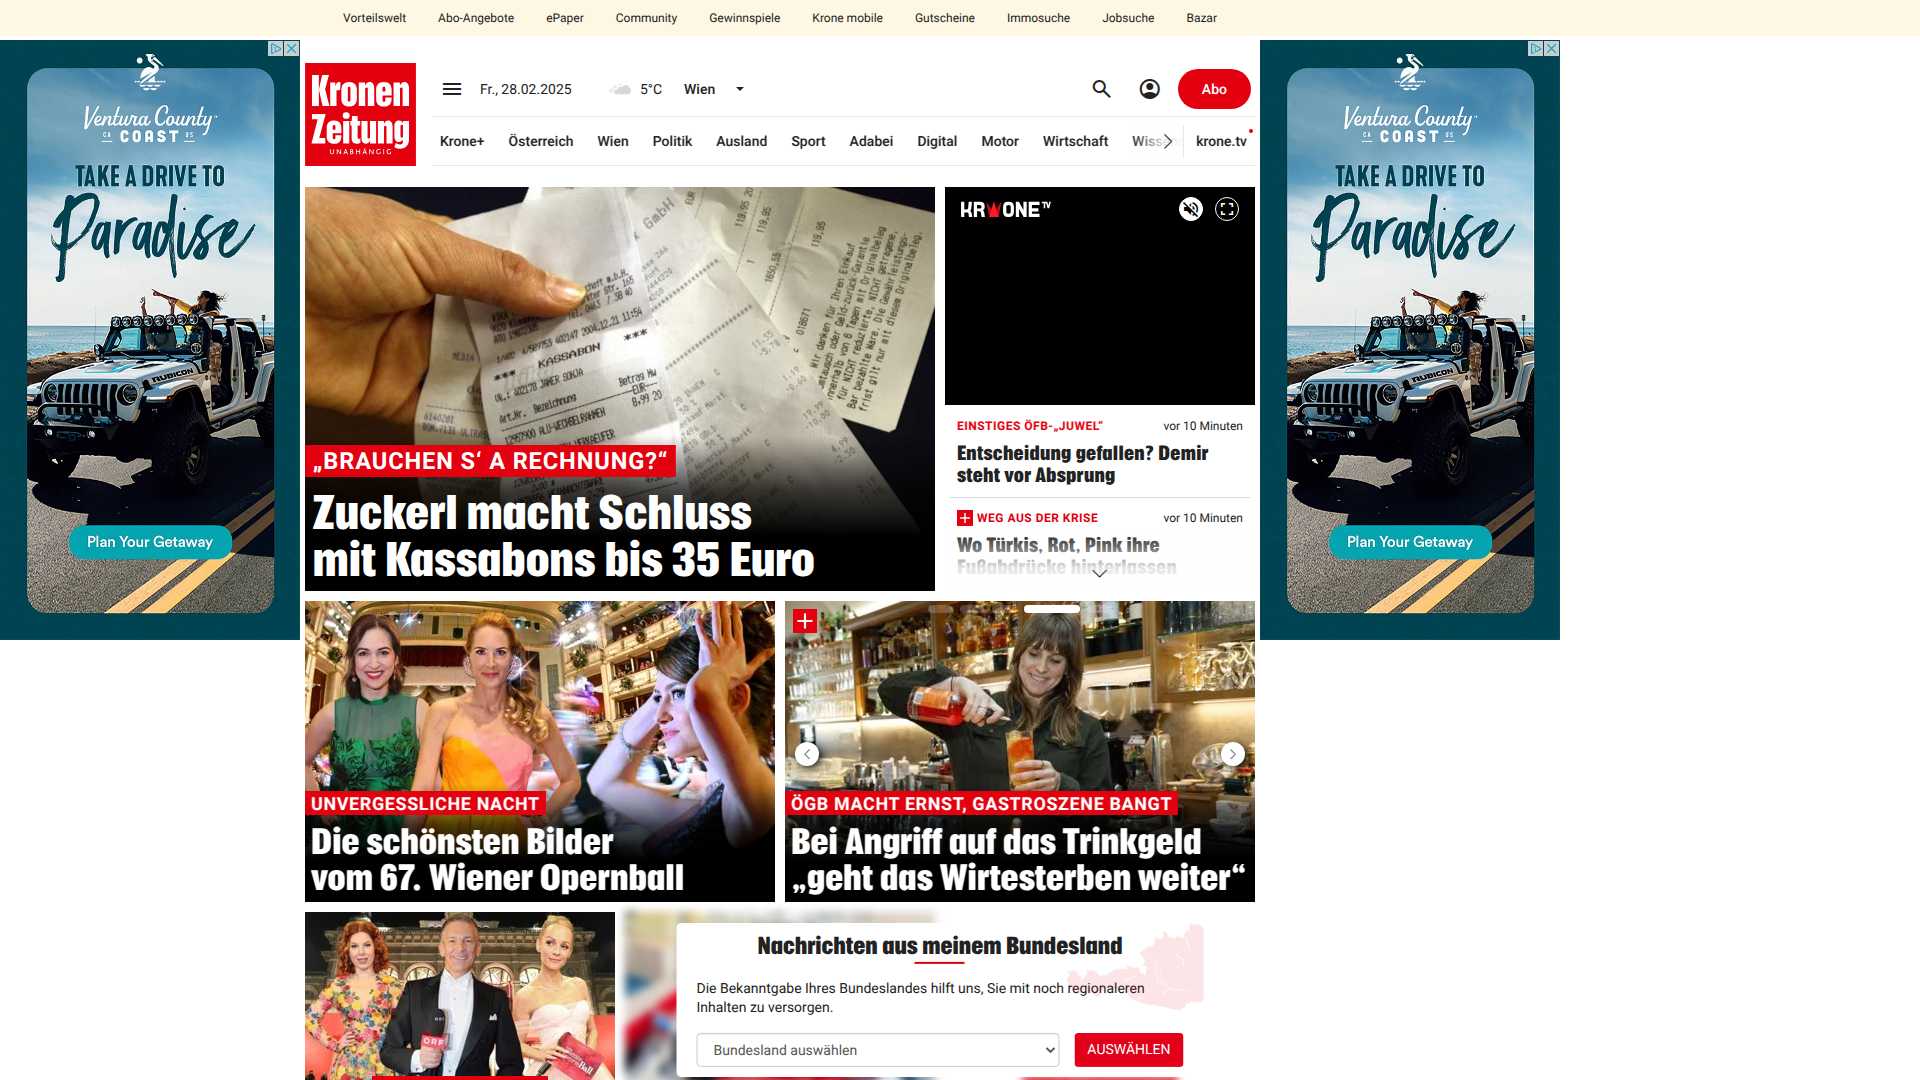 Vorteilswelt Abo-Angebote ePaper Community Gewinnspiele Krone mobile Gutscheine Immosuche Jobsuche Bazar
Kronen
Zeitung
UNABHÄNGIG
Fr., 28.02.2025 5°C Wien
Abo
Krone+ Österreich Wien Politik Ausland Sport Adabei Digital Motor Wirtschaft krone.tv
Ventura County
CA COAST US
TAKE A DRIVE TO
Paradise
RUBICON
Plan Your Getaway
KASSABON
„BRAUCHEN S‘ A RECHNUNG?“
Zuckerl macht Schluss
mit Kassabons bis 35 Euro
KRONE TV
EINSTIGES ÖFB-„JUWEL“ vor 10 Minuten
Entscheidung gefallen? Demir
steht vor Absprung
WEG AUS DER KRISE vor 10 Minuten
Wo Türkis, Rot, Pink ihre
Fußabdrücke hinterlassen
Ventura County
CA COAST US
TAKE A DRIVE TO
Paradise
RUBICON
Plan Your Getaway
UNVERGESSLICHE NACHT
Die schönsten Bilder
vom 67. Wiener Opernball
ÖGB MACHT ERNST, GASTROSZENE BANGT
Bei Angriff auf das Trinkgeld
„geht das Wirtesterben weiter“
ORF
Nachrichten aus meinem Bundesland
Die Bekanntgabe Ihres Bundeslandes hilft uns, Sie mit noch regionaleren
Inhalten zu versorgen.
Bundesland auswählen
AUSWÄHLEN